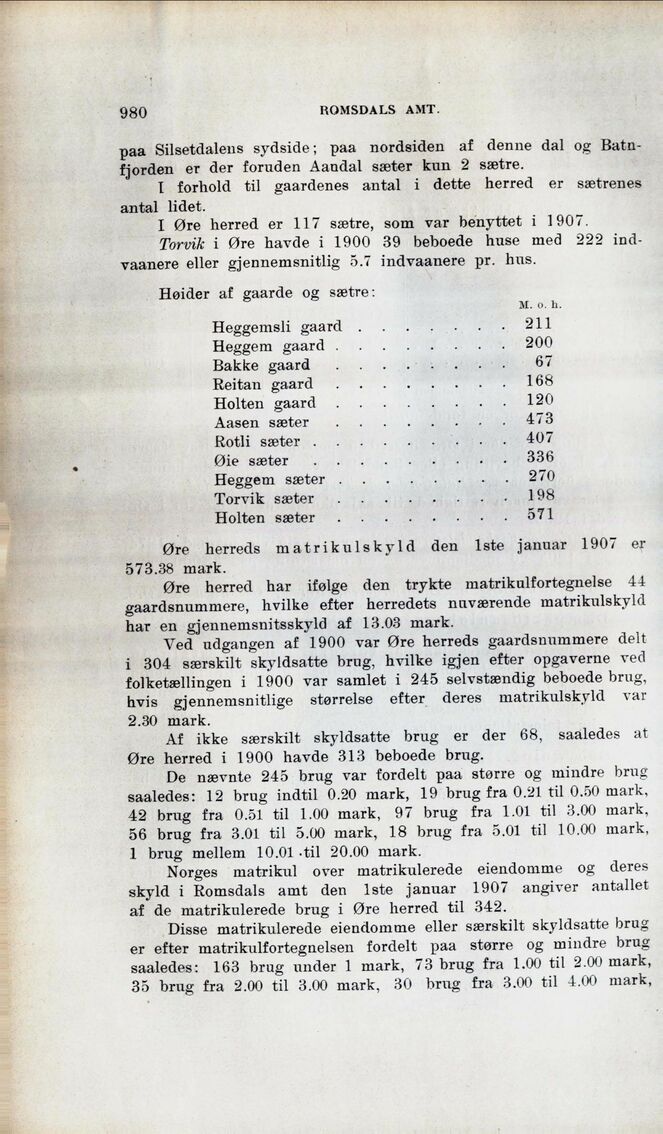 980
ROMSDALS AMT.
paa Silsetdalens sydside; paa nordsiden af denne dal og Batn-
fjorden er der foruden Aandal sæter kun 2 sætre.
I forhold til gaardenes antal i dette herred er sætrenes
antal lidet.
I Øre herred er 117 sætre, som var benyttet i 1907.
Torvik i Øre havde i 1900 39 beboede huse med 222 ind-
vaanere eller gjennemsnitlig 5.7 indvaanere pr. hus.
Høider af gaarde og sætre:
M. o. h.
Heggemsli gaard . . . . . . . 211
Heggem gaard . . . . . . . . 200
Bakke gaard . . . . . . . . 67
Reitan gaard . . . . . . . . 168
Holten gaard . . . . . . . . 120
Aasen sæter . . . . . . . . 473
Rotli sæter . . . . . . . . . 407
Øie sæter . . . . . . . . . 336
Heggem sæter . . . . . . . . 270
Torvik sæter . . . . . . . . 198
Holten sæter . . . . . . . . 571
Øre herreds matrikulskyld den 1ste januar 1907 er
573.38 mark.
Øre herred har ifølge den trykte matrikulfortegnelse 44
gaardsnummere, hvilke efter herredets nuværende matrikulskyld
har en gjennemsnitsskyld af 13.03 mark.
Ved udgangen af 1900 var Øre herreds gaardsnummere delt
i 304 særskilt skyldsatte brug, hvilke igjen efter opgaverne ved
folketællingen i 1900 var samlet i 245 selvstændig beboede brug,
hvis gjennemsnitlige størrelse efter deres matrikulskyld var
2.30 mark.
Af ikke særskilt skyldsatte brug er der 68, saaledes at
Øre herred i 1900 havde 313 beboede brug.
De nævnte 245 brug var fordelt paa større og mindre brug
saaledes: 12 brug indtil 0.20 mark, 19 brug fra 0.21 til 0.50 mark,
42 brug fra 0.51 til 1.00 mark, 97 brug fra 1.01 til 3.00 mark,
56 brug fra 3.01 til 5.00 mark, 18 brug fra 5.01 til 10.00 mark,
1 brug mellem 10.01 til 20.00 mark.
Norges matrikul over matrikulerede eiendomme og deres
skyld i Romsdals amt den 1ste januar 1907 angiver antallet
af de matrikulerede brug i Øre herred til 342.
Disse matrikulerede eiendomme eller særskilt skyldsatte brug
er efter matrikulfortegnelsen fordelt paa større og mindre brug
saaledes: 163 brug under 1 mark, 73 brug fra 1.00 til 2.00 mark,
35 brug fra 2.00 til 3.00 mark, 30 brug fra 3.00 til 4.00 mark,